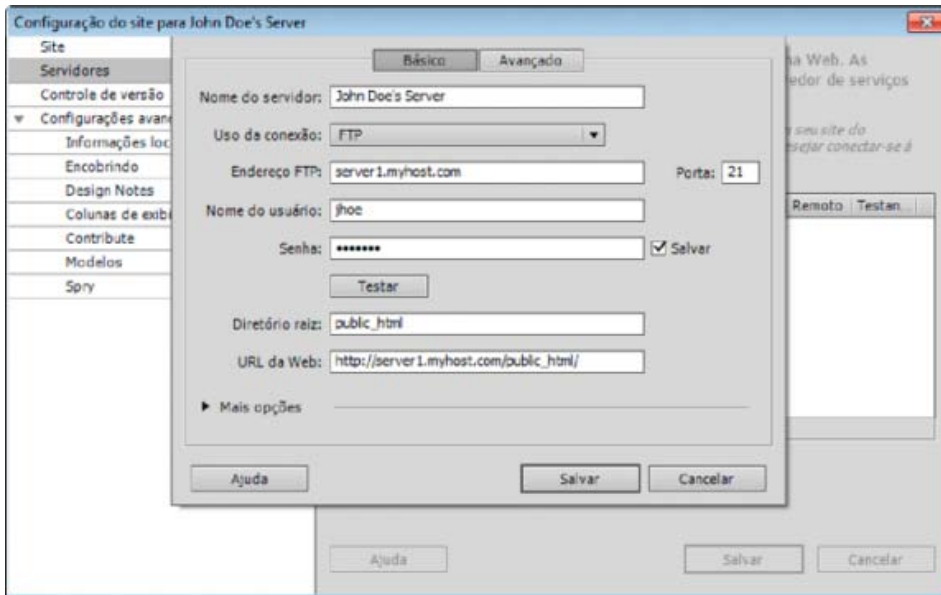 Configuração do site para John Doe's Server
Site
Servidores
Controle de versão
Configurações avan
Informações loc
Encobrindo
Design Notes
Colunas de exibi
Contribute
Modelos
Spry
Básico
Avançado
Nome do servidor: John Doe's Server
Uso da conexão: FTP
Endereço FTP: server1.myhost.com Porta: 21
Nome do usuário: jhoe
Senha: ••••••• Salvar
Testar
Diretório raiz: public_html
URL da Web: http://server1.myhost.com/public_html/
Mais opções
Ajuda Salvar Cancelar
na Web. As
edor de serviços
seu site do
esejar conectar-se à
Remoto Testan...
Ajuda Salvar Cancelar